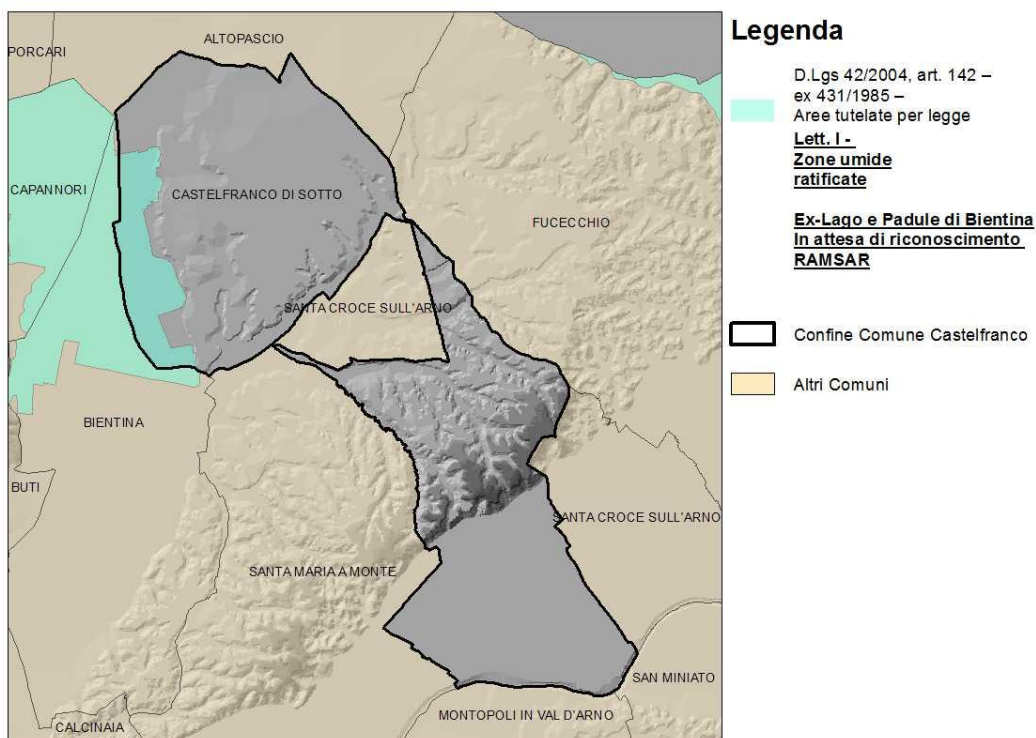 ALTOPASCIO
PORCARI
CAPANNORI
CASTELFRANCO DI SOTTO
FUCECCHIO
SANTA CROCE SULL'ARNO
BIENTINA
BUTI
SANTA CROCE SULL'ARNO
SANTA MARIA A MONTE
SAN MINIATO
MONTOPOLI IN VAL D'ARNO
CALCINAIA
Legenda
D.Lgs 42/2004, art. 142 –
ex 431/1985 –
Aree tutelate per legge
Lett. I -
Zone umide
ratificate
Ex-Lago e Padule di Bientina
In attesa di riconoscimento
RAMSAR
Confine Comune Castelfranco
Altri Comuni